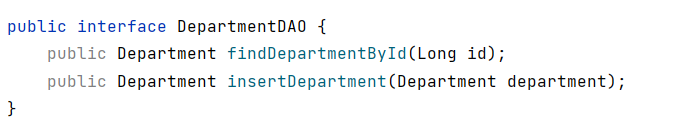 public interface DepartmentDAO {
    public Department findDepartmentById(Long id);
    public Department insertDepartment(Department department);
}